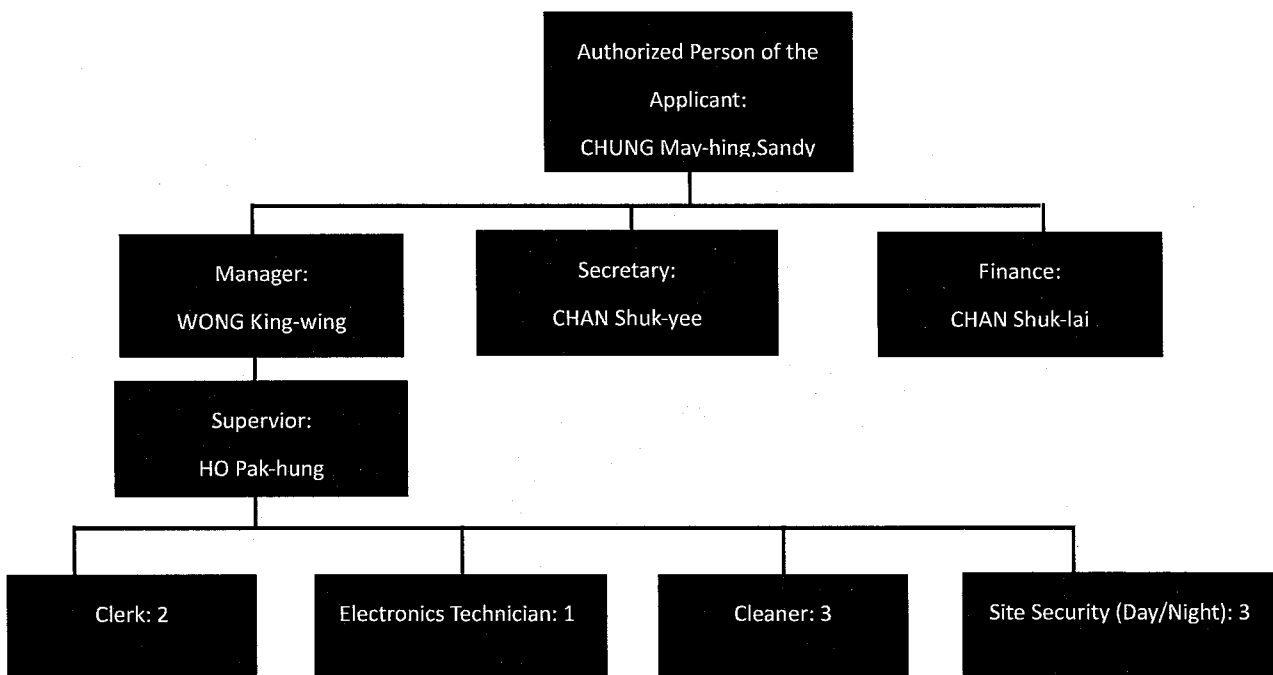 Authorized Person of the
Applicant:
CHUNG May-hing,Sandy
Manager:
WONG King-wing
Secretary:
CHAN Shuk-yee
Finance:
CHAN Shuk-lai
Supervior:
HO Pak-hung
Clerk: 2
Electronics Technician: 1
Cleaner: 3
Site Security (Day/Night): 3